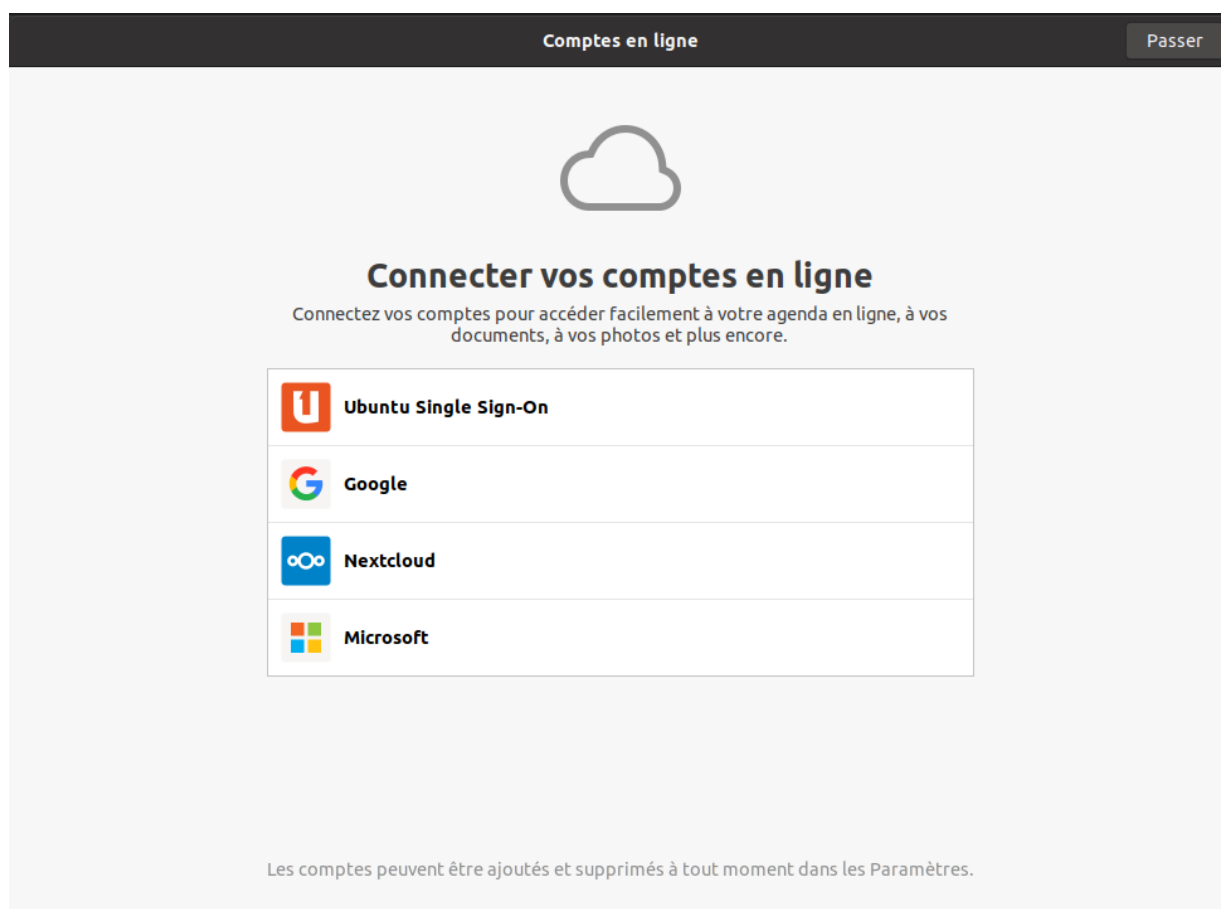 Comptes en ligne
Passer
Connecter vos comptes en ligne
Connectez vos comptes pour accéder facilement à votre agenda en ligne, à vos
documents, à vos photos et plus encore.
Ubuntu Single Sign-On
Google
Nextcloud
Microsoft
Les comptes peuvent être ajoutés et supprimés à tout moment dans les Paramètres.